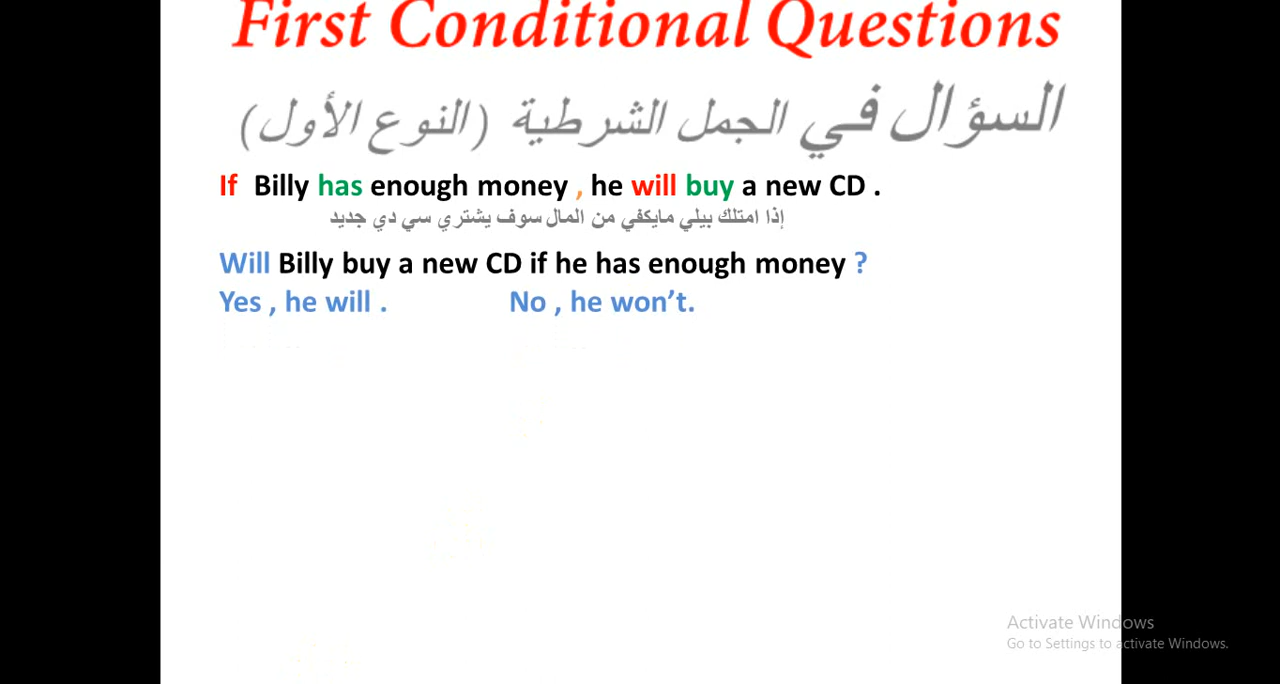 First Conditional Questions
السؤال في الجمل الشرطية (النوع الأول)
If Billy has enough money , he will buy a new CD .
إذا امتلك بيلي مايكفي من المال سوف يشتري سي دي جديد
Will Billy buy a new CD if he has enough money ?
Yes , he will . No , he won’t.
Activate Windows
Go to Settings to activate Windows.